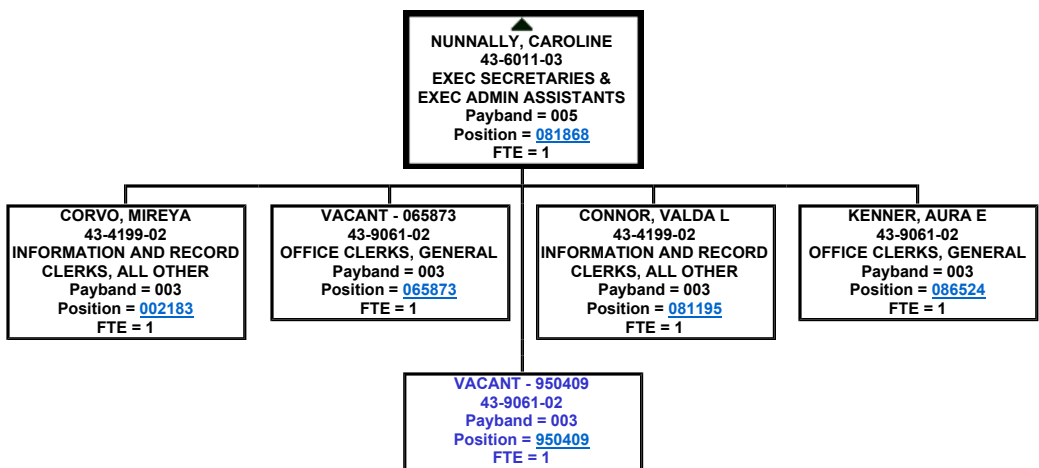 NUNNALLY, CAROLINE
43-6011-03
EXEC SECRETARIES &
EXEC ADMIN ASSISTANTS
Payband = 005
Position = 081868
FTE = 1
CORVO, MIREYA
43-4199-02
INFORMATION AND RECORD
CLERKS, ALL OTHER
Payband = 003
Position = 002183
FTE = 1
VACANT - 065873
43-9061-02
OFFICE CLERKS, GENERAL
Payband = 003
Position = 065873
FTE = 1
CONNOR, VALDA L
43-4199-02
INFORMATION AND RECORD
CLERKS, ALL OTHER
Payband = 003
Position = 081195
FTE = 1
KENNER, AURA E
43-9061-02
OFFICE CLERKS, GENERAL
Payband = 003
Position = 086524
FTE = 1
VACANT - 950409
43-9061-02
Payband = 003
Position = 950409
FTE = 1